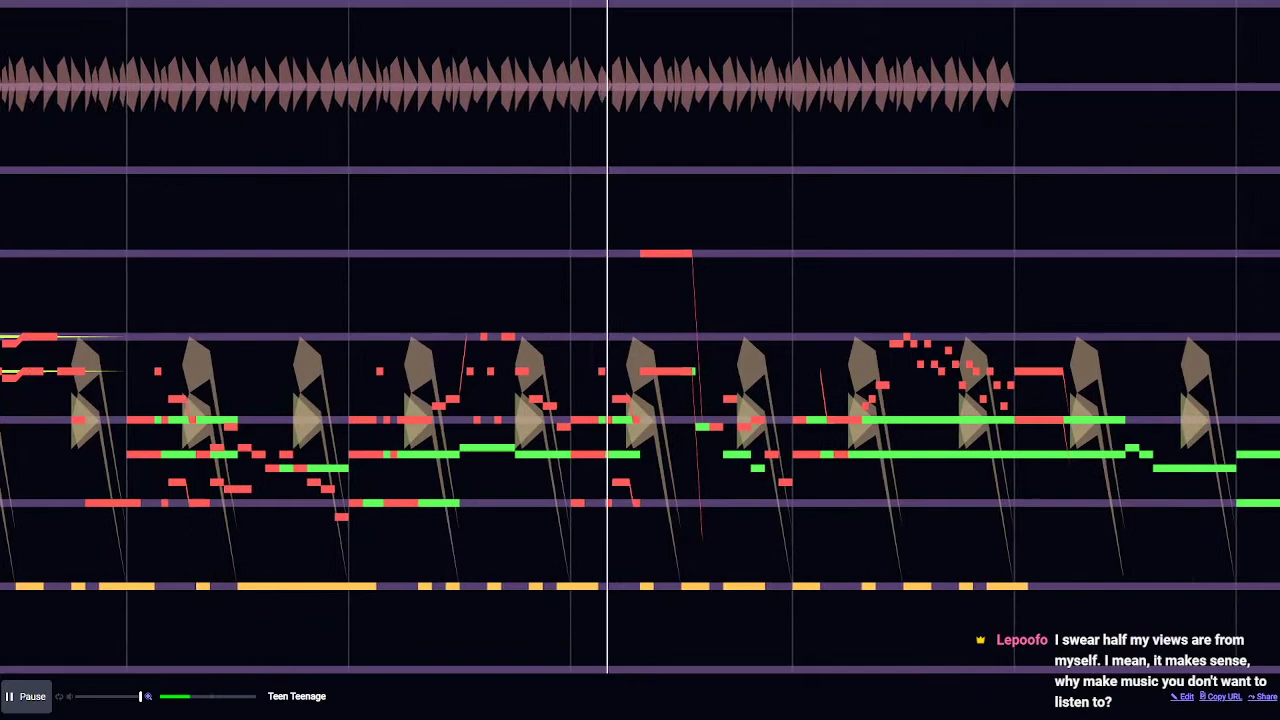 Lepoofo I swear half my views are from
myself. I mean, it makes sense,
why make music you don't want to
listen to?
Pause
Teen Teenage
Edit Copy URL Share